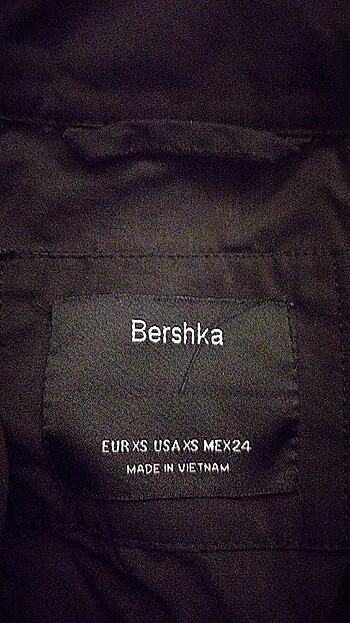 Bershka
EUR XS USA XS MEX 24
MADE IN VIETNAM